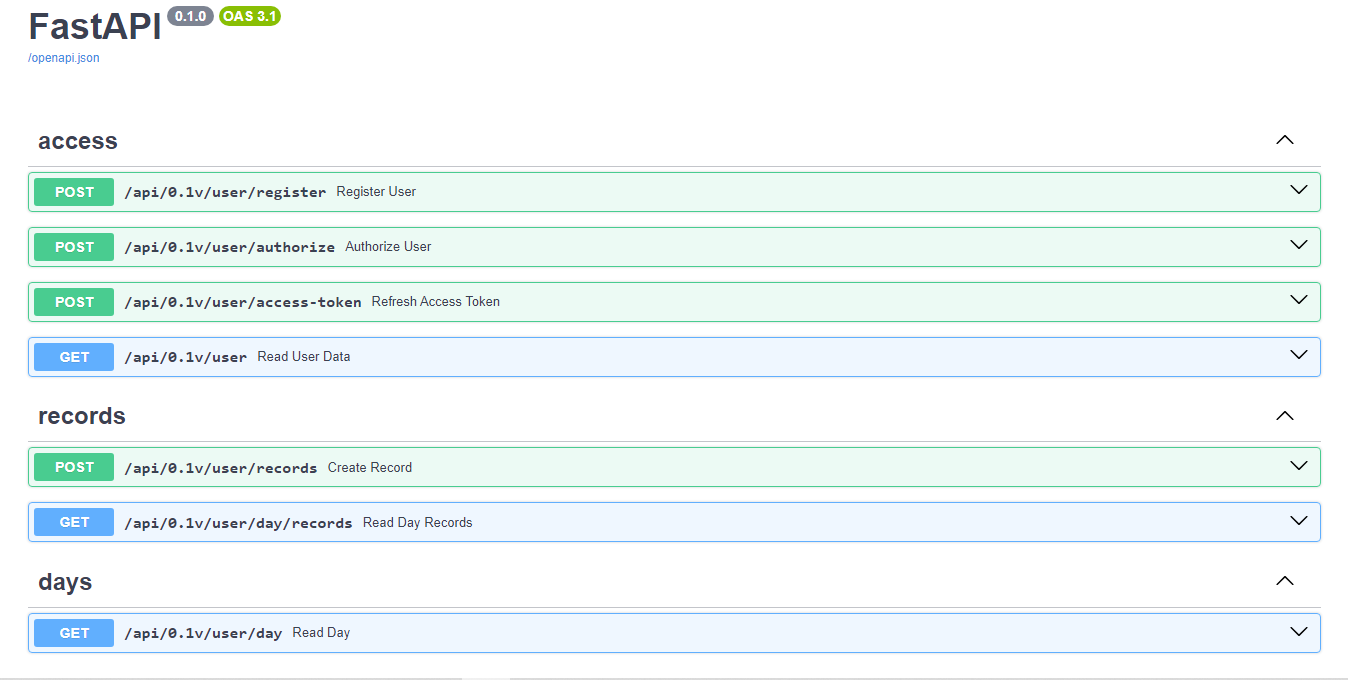 FastAPI 0.1.0 OAS 3.1
/openapi.json
access
POST /api/0.1v/user/register Register User
POST /api/0.1v/user/authorize Authorize User
POST /api/0.1v/user/access-token Refresh Access Token
GET /api/0.1v/user Read User Data
records
POST /api/0.1v/user/records Create Record
GET /api/0.1v/user/day/records Read Day Records
days
GET /api/0.1v/user/day Read Day